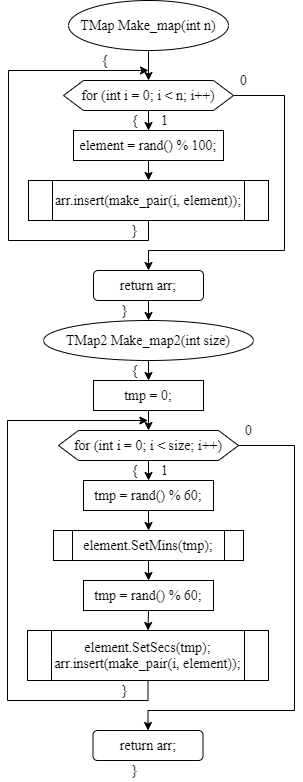 TMap Make_map(int n)
{
0
for (int i = 0; i < n; i++)
{ 1
element = rand() % 100;
arr.insert(make_pair(i, element));
}
return arr;
}
TMap2 Make_map2(int size)
{
tmp = 0;
0
for (int i = 0; i < size; i++)
{ 1
tmp = rand() % 60;
element.SetMins(tmp);
tmp = rand() % 60;
element.SetSecs(tmp);
arr.insert(make_pair(i, element));
}
return arr;
}